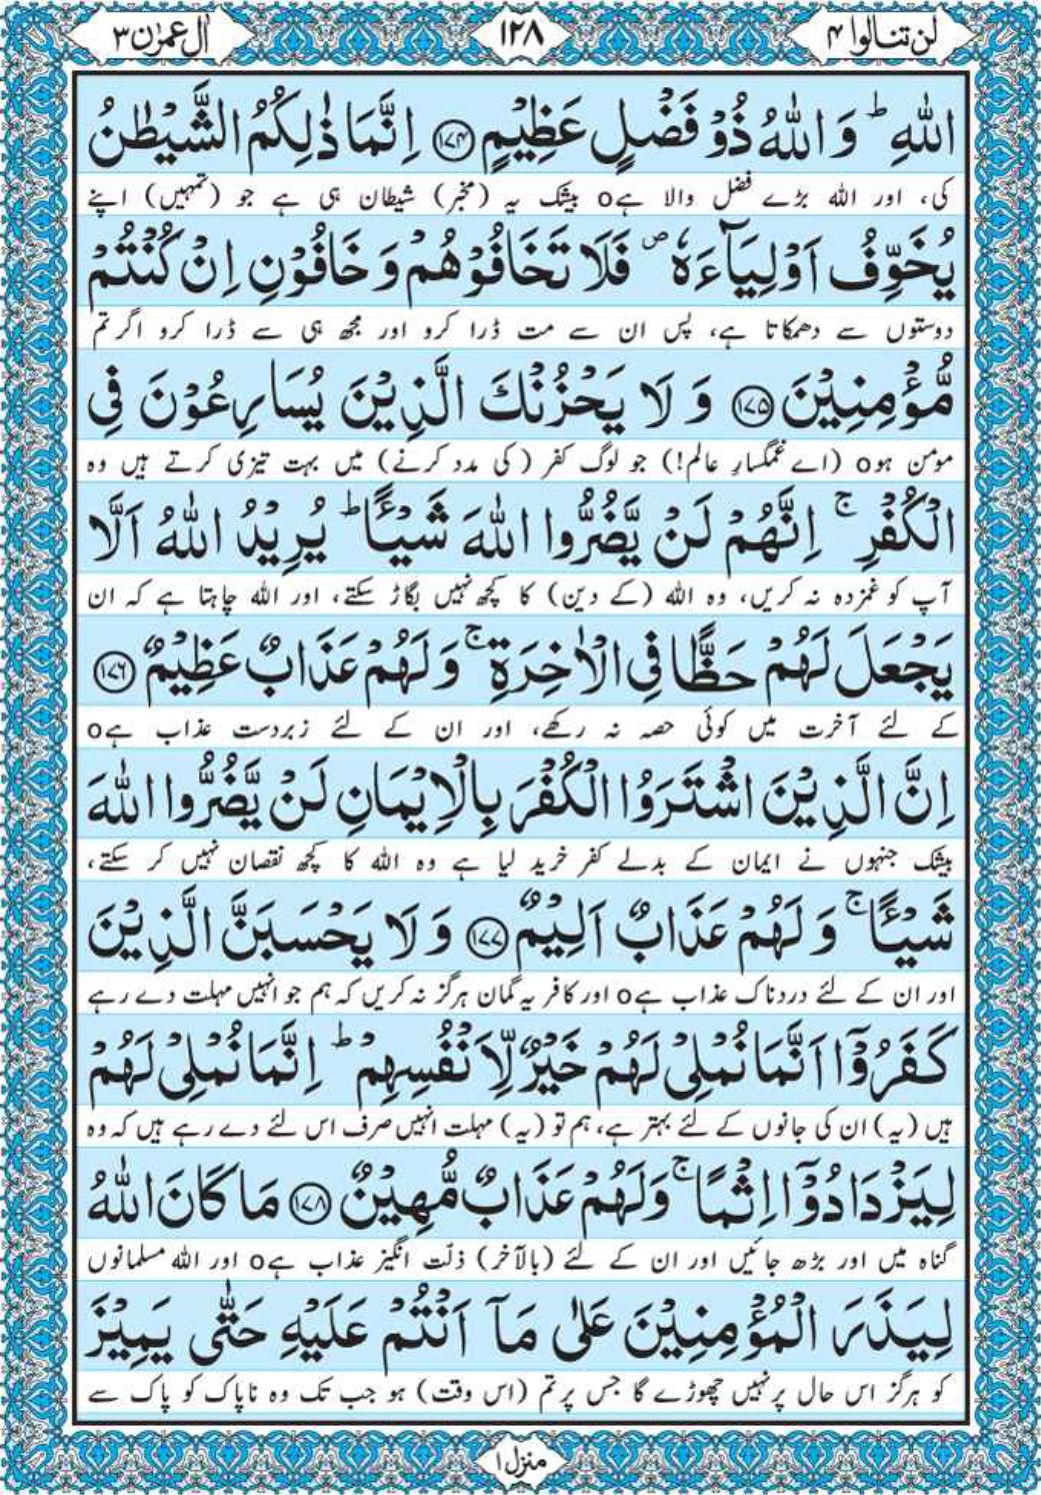 لن تنالوا ۴
۱۲۸
اٰل عمرٰن ۳
اللّٰهِ ؕ وَ اللّٰهُ ذُوْ فَضْلٍ عَظِیْمٍ ﴿۱۷۴﴾ اِنَّمَا ذٰلِكُمُ الشَّیْطٰنُ
کی، اور اللہ بڑے فضل والا ہےo بیشک یہ (مخبر) شیطان ہی ہے جو (تمہیں) اپنے
یُخَوِّفُ اَوْلِیَآءَهٗ ۪ فَلَا تَخَافُوْهُمْ وَ خَافُوْنِ اِنْ كُنْتُمْ
دوستوں سے دھمکاتا ہے، پس ان سے مت ڈرا کرو اور مجھ ہی سے ڈرا کرو اگر تم
مُّؤْمِنِیْنَ ﴿۱۷۵﴾ وَ لَا یَحْزُنْكَ الَّذِیْنَ یُسَارِعُوْنَ فِی
مومن ہوo (اے غمگسارِ عالم!) جو لوگ کفر (کی مدد کرنے) میں بہت تیزی کرتے ہیں وہ
الْكُفْرِ ۚ اِنَّهُمْ لَنْ یَّضُرُّوا اللّٰهَ شَیْـًٔا ؕ یُرِیْدُ اللّٰهُ اَلَّا
آپ کو غمزدہ نہ کریں، وہ اللہ (کے دین) کا کچھ نہیں بگاڑ سکتے، اور اللہ چاہتا ہے کہ ان
یَجْعَلَ لَهُمْ حَظًّا فِی الْاٰخِرَةِ ۚ وَ لَهُمْ عَذَابٌ عَظِیْمٌ ﴿۱۷۶﴾
کے لئے آخرت میں کوئی حصہ نہ رکھے، اور ان کے لئے زبردست عذاب ہےo
اِنَّ الَّذِیْنَ اشْتَرَوُا الْكُفْرَ بِالْاِیْمَانِ لَنْ یَّضُرُّوا اللّٰهَ
بیشک جنہوں نے ایمان کے بدلے کفر خرید لیا ہے وہ اللہ کا کچھ نقصان نہیں کر سکتے،
شَیْـًٔا ۚ وَ لَهُمْ عَذَابٌ اَلِیْمٌ ﴿۱۷۷﴾ وَ لَا یَحْسَبَنَّ الَّذِیْنَ
اور ان کے لئے دردناک عذاب ہےo اور کافر یہ گمان ہرگز نہ کریں کہ ہم جو انہیں مہلت دے رہے
كَفَرُوْۤا اَنَّمَا نُمْلِیْ لَهُمْ خَیْرٌ لِّاَنْفُسِهِمْ ؕ اِنَّمَا نُمْلِیْ لَهُمْ
ہیں (یہ) ان کی جانوں کے لئے بہتر ہے، ہم تو (یہ) مہلت انہیں صرف اس لئے دے رہے ہیں کہ وہ
لِیَزْدَادُوْۤا اِثْمًا ۚ وَ لَهُمْ عَذَابٌ مُّهِیْنٌ ﴿۱۷۸﴾ مَا كَانَ اللّٰهُ
گناہ میں اور بڑھ جائیں اور ان کے لئے (بالآخر) ذلّت انگیز عذاب ہےo اور اللہ مسلمانوں
لِیَذَرَ الْمُؤْمِنِیْنَ عَلٰی مَاۤ اَنْتُمْ عَلَیْهِ حَتّٰی یَمِیْزَ
کو ہرگز اس حال پر نہیں چھوڑے گا جس پر تم (اس وقت) ہو جب تک وہ ناپاک کو پاک سے
منزل ۱